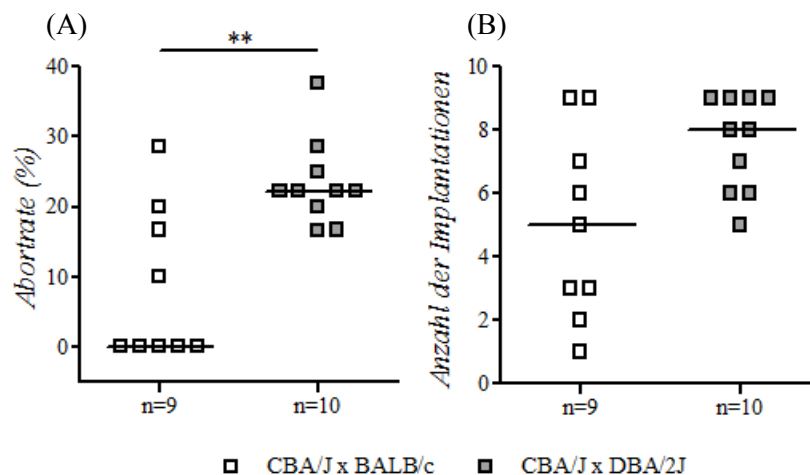 (A)
**
Abortrate (%)
40
30
20
10
0
n=9 n=10
(B)
Anzahl der Implantationen
10
8
6
4
2
0
n=9 n=10
CBA/J x BALB/c CBA/J x DBA/2J